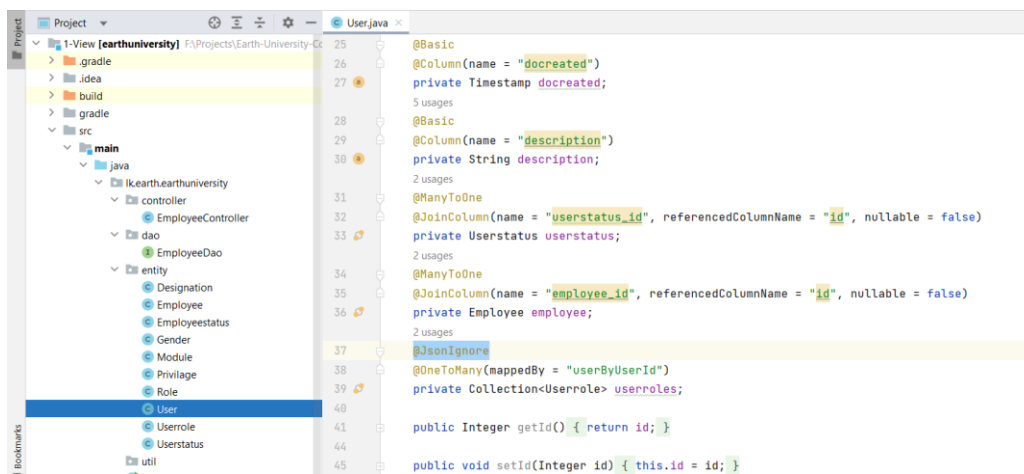 Project
User.java
1-View [earthuniversity] F:\Projects\Earth-University-Co
.gradle
.idea
build
gradle
src
main
java
lk.earth.earthuniversity
controller
EmployeeController
dao
EmployeeDao
entity
Designation
Employee
Employeestatus
Gender
Module
Privilage
Role
User
Userrole
Userstatus
util
Project
Bookmarks
25 @Basic
26 @Column(name = "docreated")
27 private Timestamp docreated;
5 usages
28 @Basic
29 @Column(name = "description")
30 private String description;
2 usages
31 @ManyToOne
32 @JoinColumn(name = "userstatus_id", referencedColumnName = "id", nullable = false)
33 private Userstatus userstatus;
2 usages
34 @ManyToOne
35 @JoinColumn(name = "employee_id", referencedColumnName = "id", nullable = false)
36 private Employee employee;
2 usages
37 @JsonIgnore
38 @OneToMany(mappedBy = "userByUserId")
39 private Collection<Userrole> userroles;
40
41 public Integer getId() { return id; }
44
45 public void setId(Integer id) { this.id = id; }